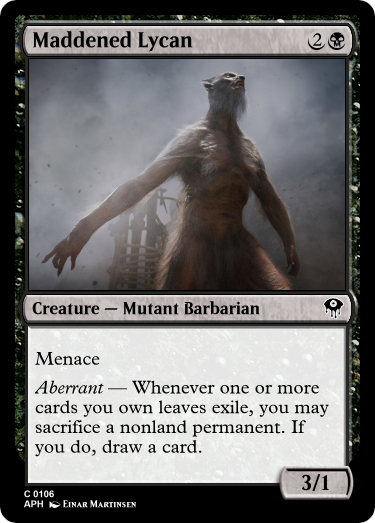 Maddened Lycan 2
Creature — Mutant Barbarian
Menace
Aberrant — Whenever one or more
cards you own leaves exile, you may
sacrifice a nonland permanent. If
you do, draw a card.
3/1
C 0106
APH Einar Martinsen